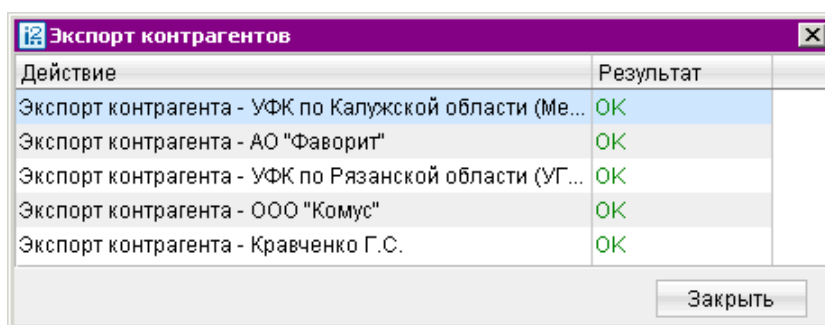 Экспорт контрагентов
Действие Результат
Экспорт контрагента - УФК по Калужской области (Ме... OK
Экспорт контрагента - АО "Фаворит" OK
Экспорт контрагента - УФК по Рязанской области (УГ... OK
Экспорт контрагента - ООО "Комус" OK
Экспорт контрагента - Кравченко Г.С. OK
Закрыть